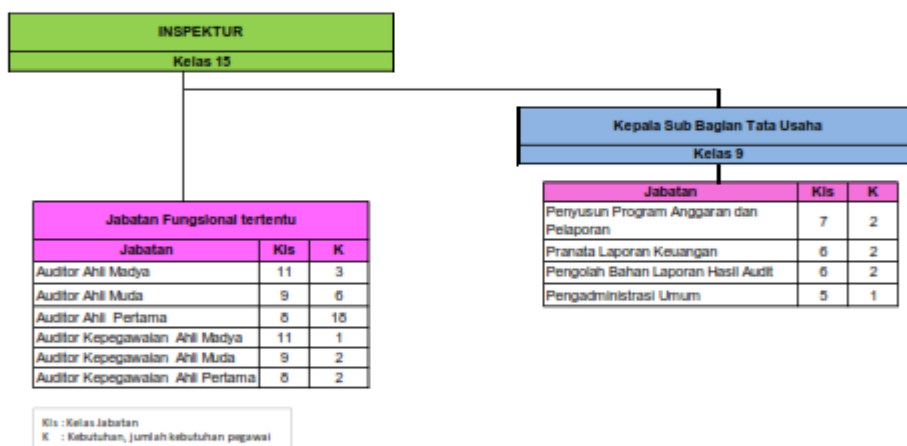 INSPEKTUR
Kelas 15
Kepala Sub Bagian Tata Usaha
Kelas 9
Jabatan Kls K
Penyusun Program Anggaran dan
Pelaporan 7 2
Pranata Laporan Keuangan 6 2
Pengolah Bahan Laporan Hasil Audit 6 2
Pengadministrasi Umum 5 1
Jabatan Fungsional tertentu
Jabatan Kls K
Auditor Ahli Madya 11 3
Auditor Ahli Muda 9 6
Auditor Ahli Pertama 8 18
Auditor Kepegawaian Ahli Madya 11 1
Auditor Kepegawaian Ahli Muda 9 2
Auditor Kepegawaian Ahli Pertama 8 2
Kls : Kelas Jabatan
K : Kebutuhan, jumlah kebutuhan pegawai